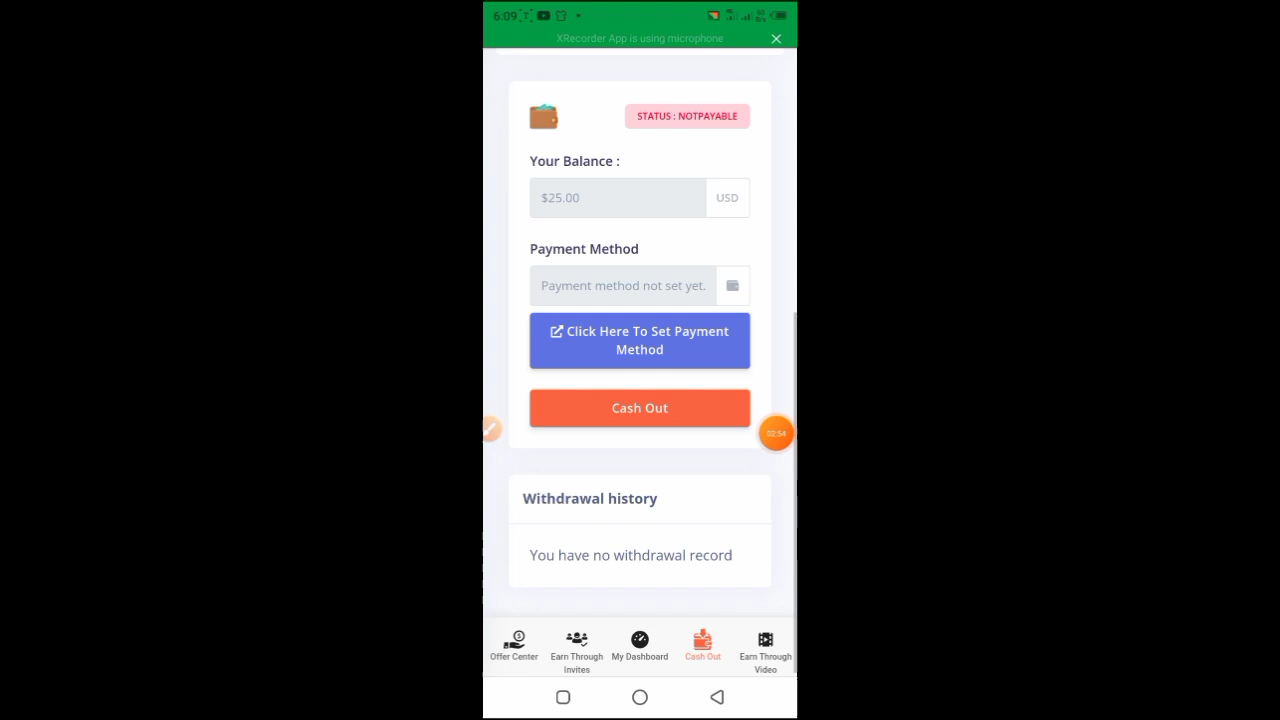 6:09
XRecorder App is using microphone
STATUS : NOTPAYABLE
Your Balance :
$25.00 USD
Payment Method
Payment method not set yet.
Click Here To Set Payment
Method
Cash Out
02:54
Withdrawal history
You have no withdrawal record
Offer Center
Earn Through
Invites
My Dashboard
Cash Out
Earn Through
Video